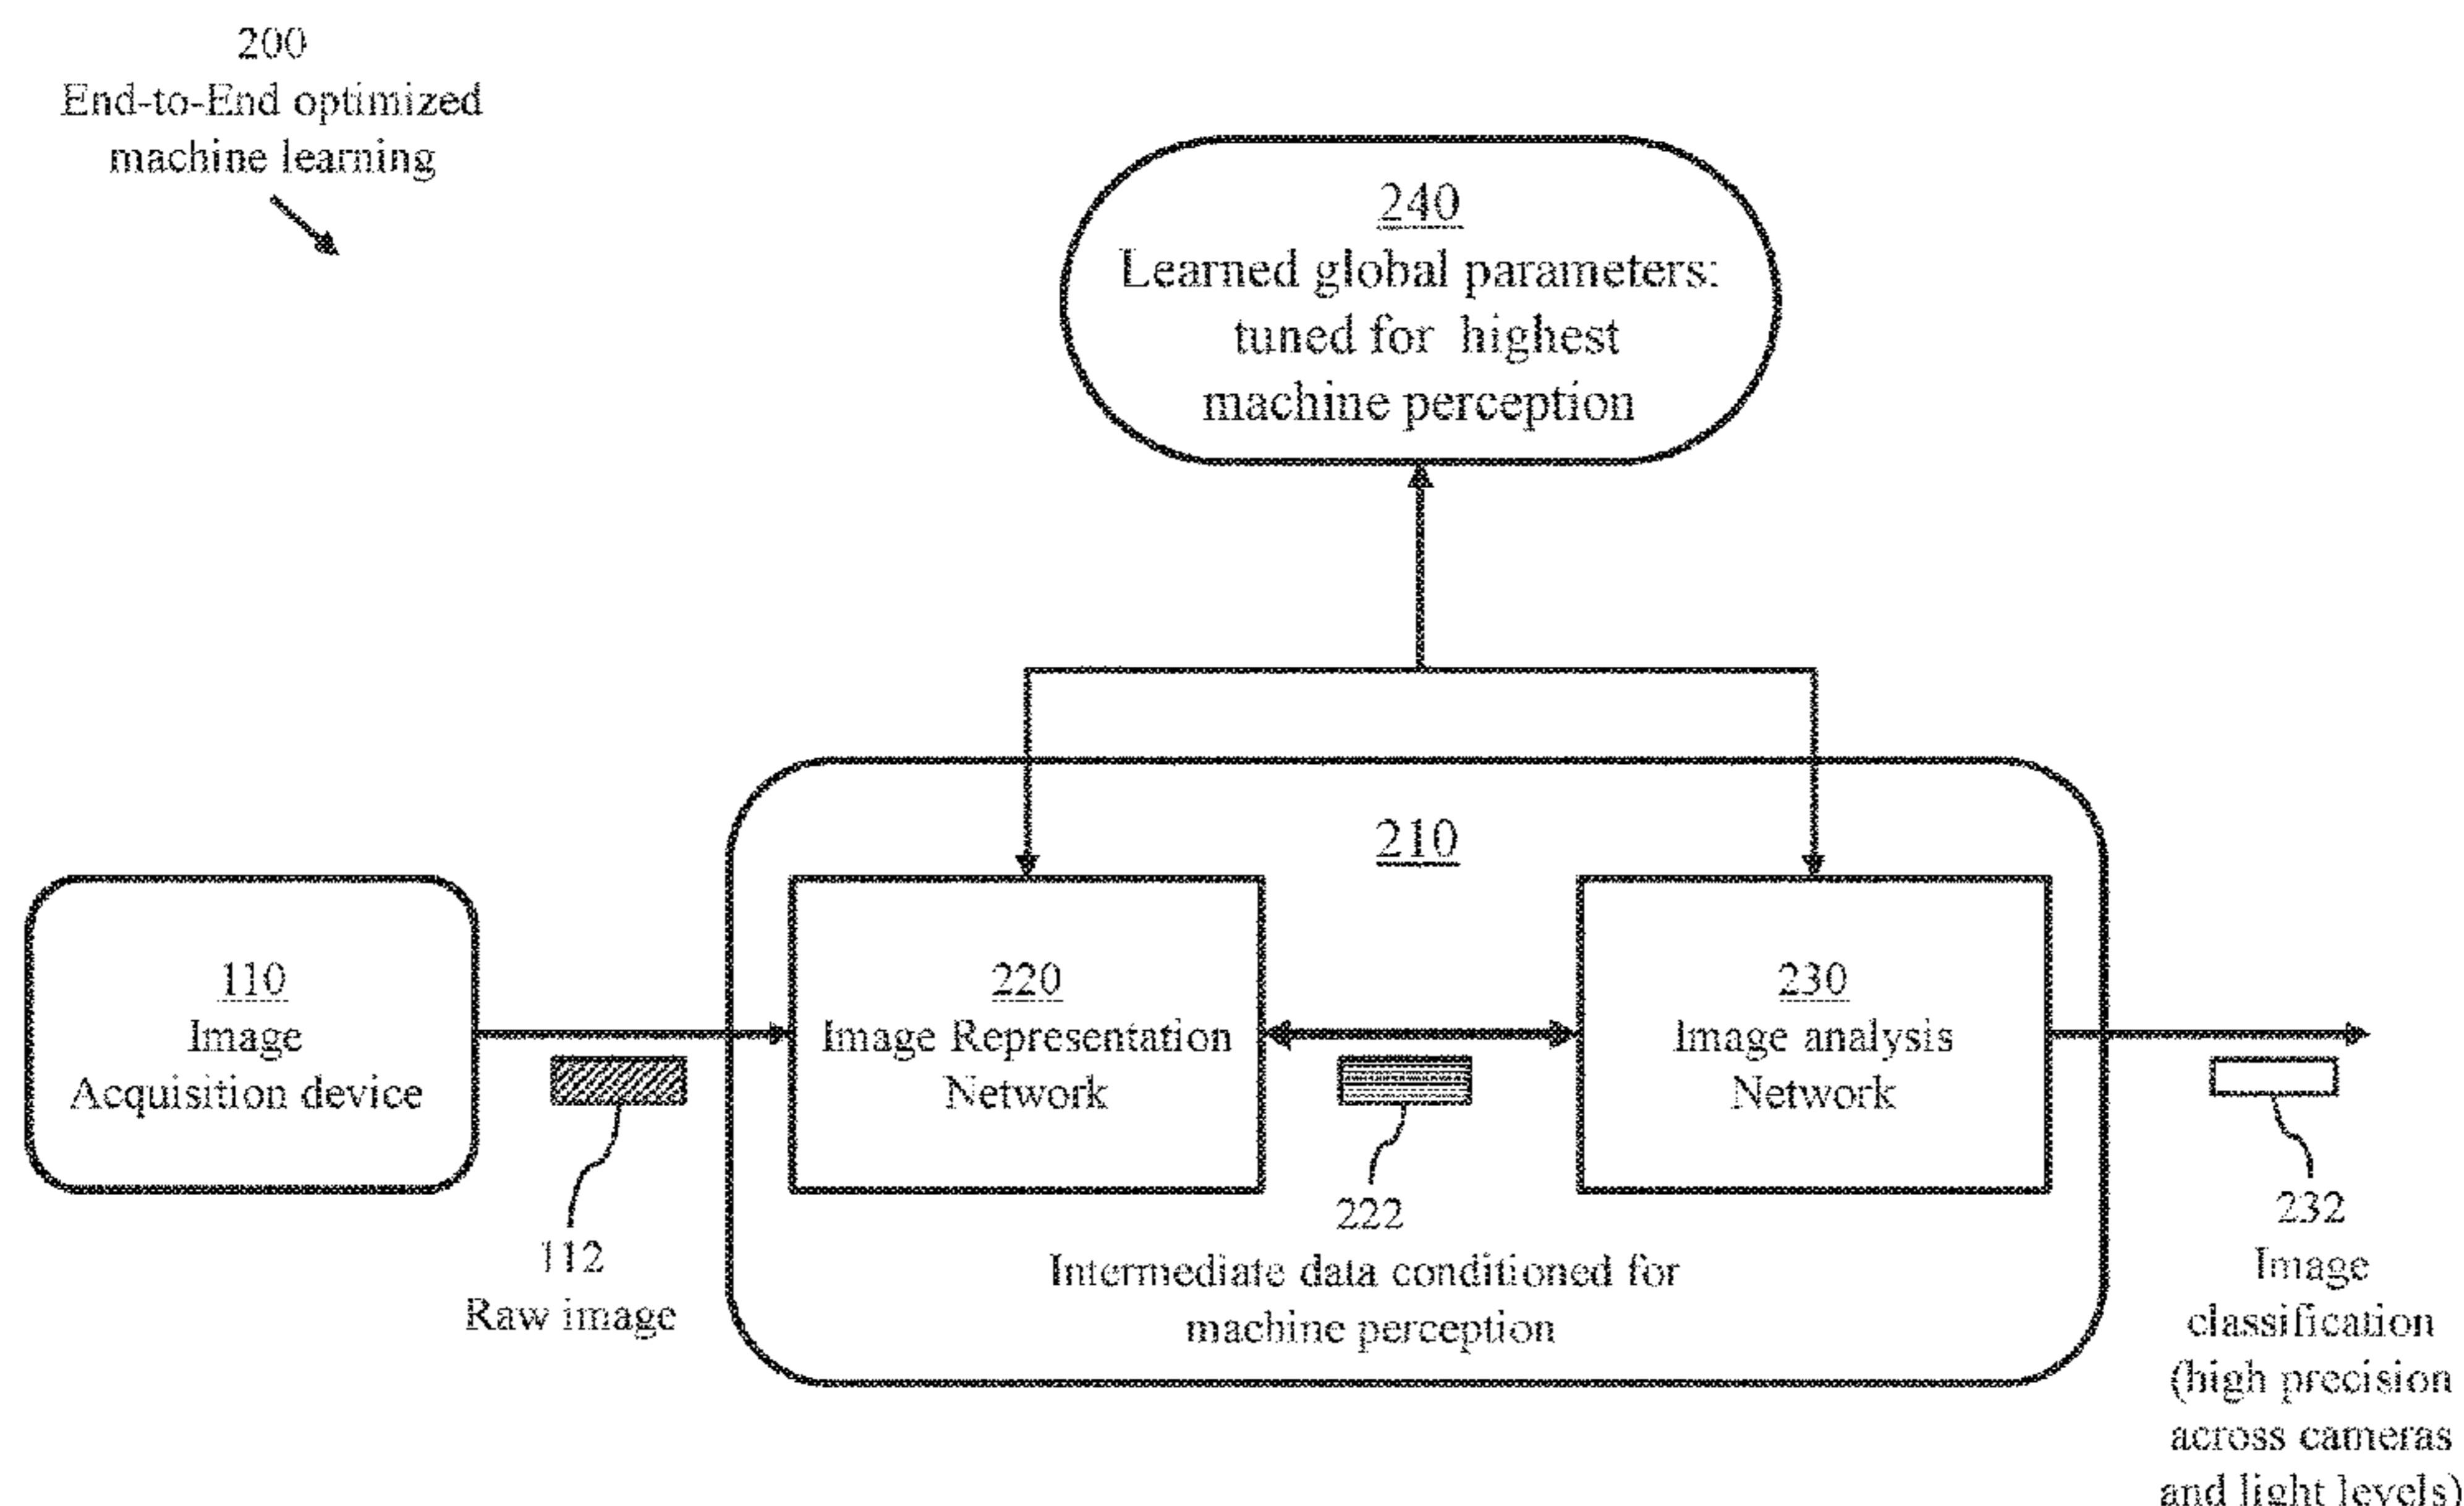 200
End-to-End optimized
machine learning
240
Learned global parameters:
tuned for highest
machine perception
210
110
Image
Acquisition device
220
Image Representation
Network
230
Image analysis
Network
112
Raw image
222
Intermediate data conditioned for
machine perception
232
Image
classification
(high precision
across cameras
and light levels)